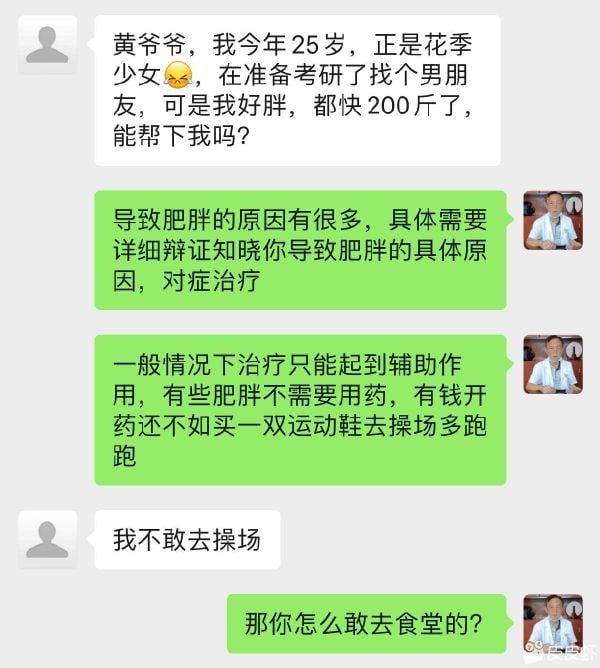 黄爷爷，我今年25岁，正是花季
少女😣，在准备考研了找个男朋
友，可是我好胖，都快200斤了，
能帮下我吗？
导致肥胖的原因有很多，具体需要
详细辩证知晓你导致肥胖的具体原
因，对症治疗
一般情况下治疗只能起到辅助作
用，有些肥胖不需要用药，有钱开
药还不如买一双运动鞋去操场多跑
跑
我不敢去操场
那你怎么敢去食堂的？
皮皮虾